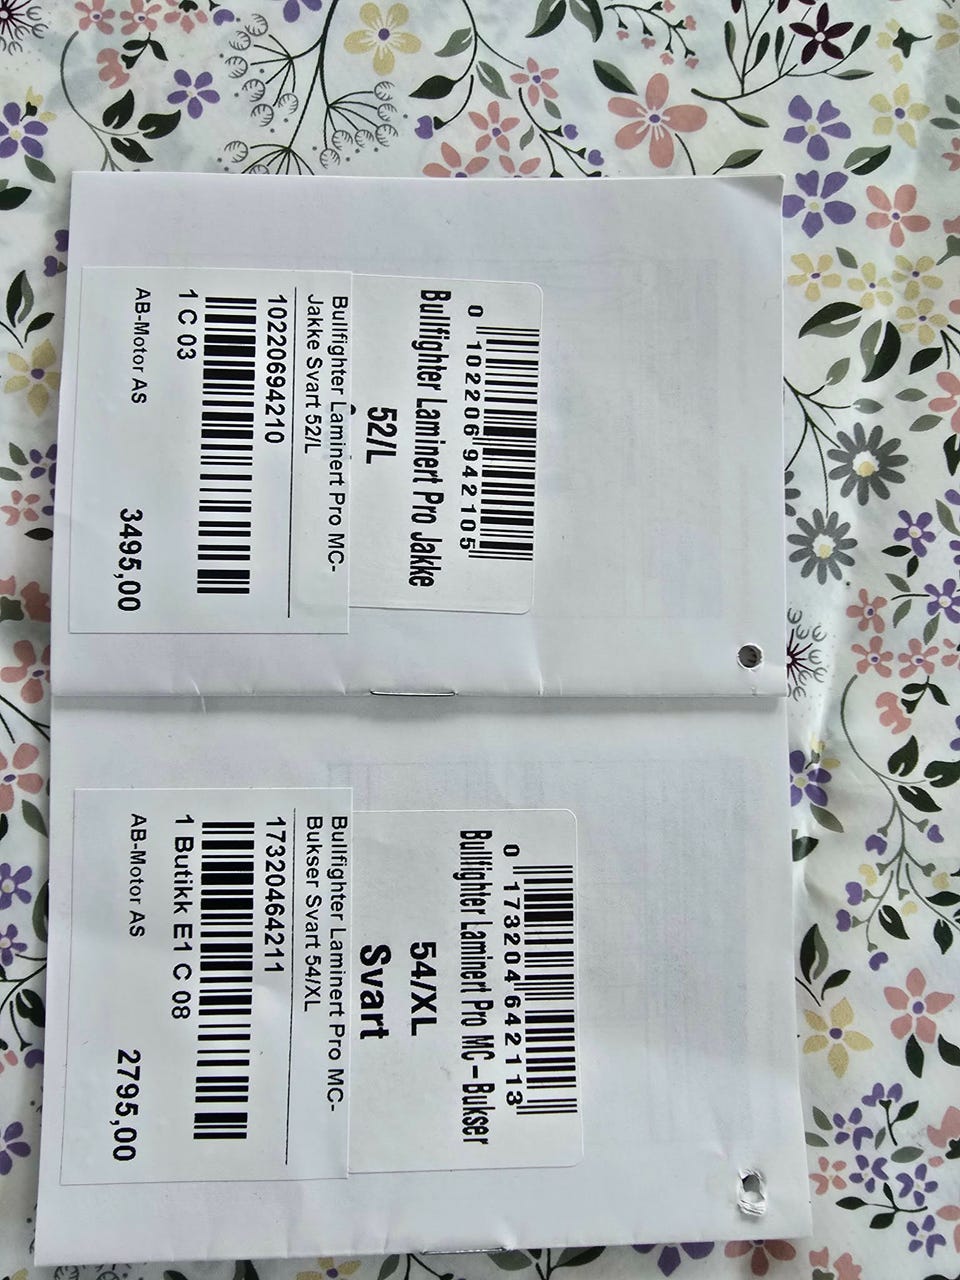 0 102206 942105
Bullfighter Laminert Pro Jakke
52/L
Bullfighter Laminert Pro MC-
Jakke Svart 52/L
10220694210
1 C 03
AB-Motor AS 3495,00
0 173204 642113
Bullfighter Laminert Pro MC – Bukser
54/XL
Svart
Bullfighter Laminert Pro MC-
Bukser Svart 54/XL
17320464211
1 Butikk E1 C 08
AB-Motor AS 2795,00